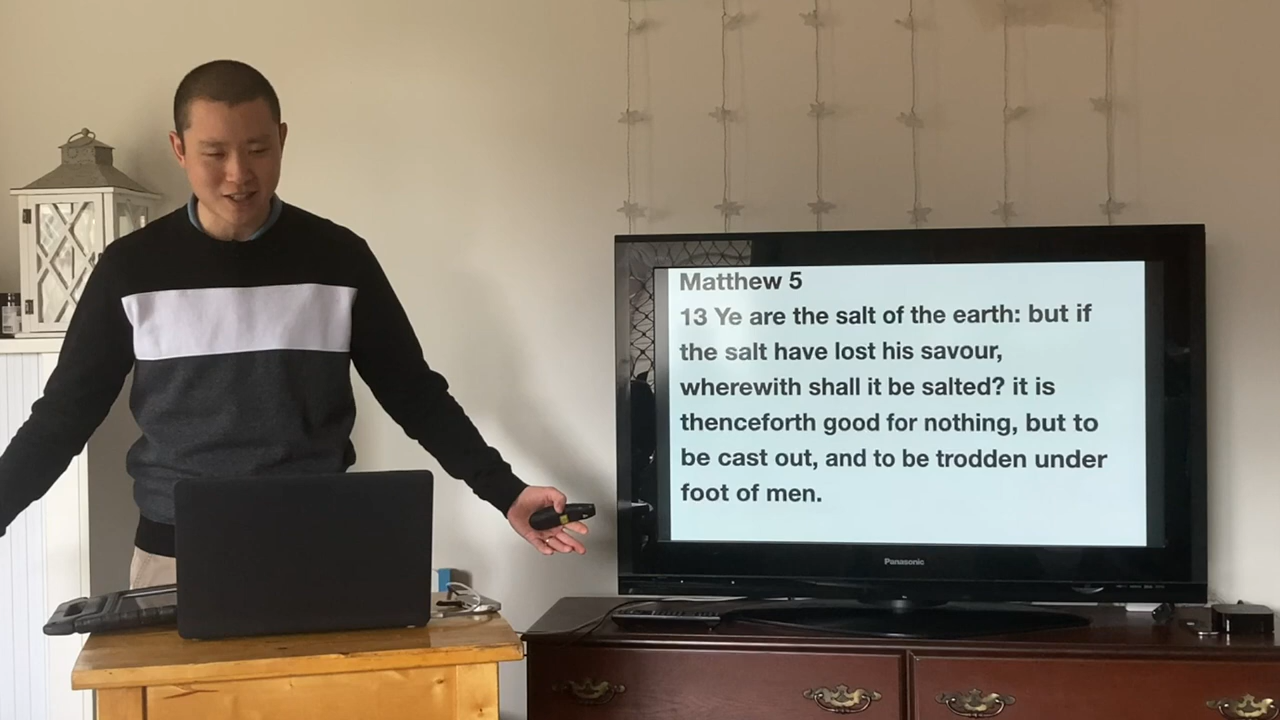 Matthew 5
13 Ye are the salt of the earth: but if
the salt have lost his savour,
wherewith shall it be salted? it is
thenceforth good for nothing, but to
be cast out, and to be trodden under
foot of men.
Panasonic